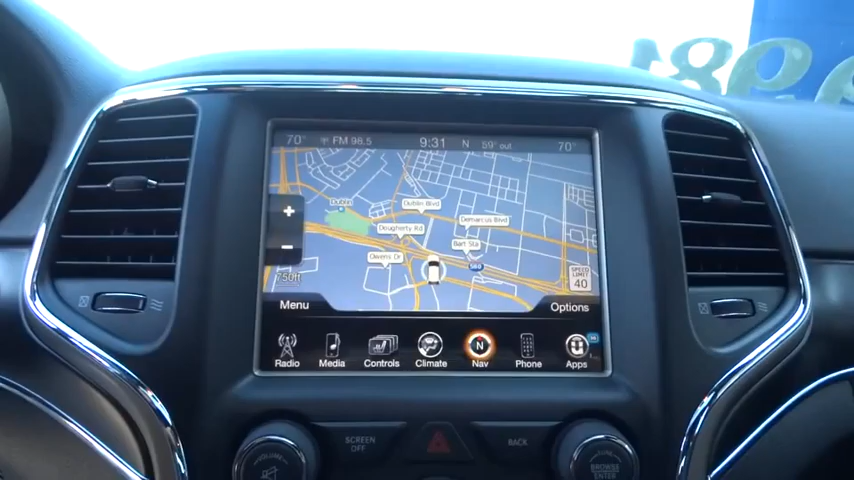 981
70°
FM 98.5
9:31
N
59° out
70°
Dublin
Dublin Blvd
Demarcus Blvd
Dougherty Rd
Bart Sta
Owens Dr
580
+
-
750ft
SPEED LIMIT
40
Menu
Options
Radio
Media
Controls
Climate
N
Nav
Phone
Apps
SCREEN OFF
BACK
VOLUME
BROWSE
ENTER